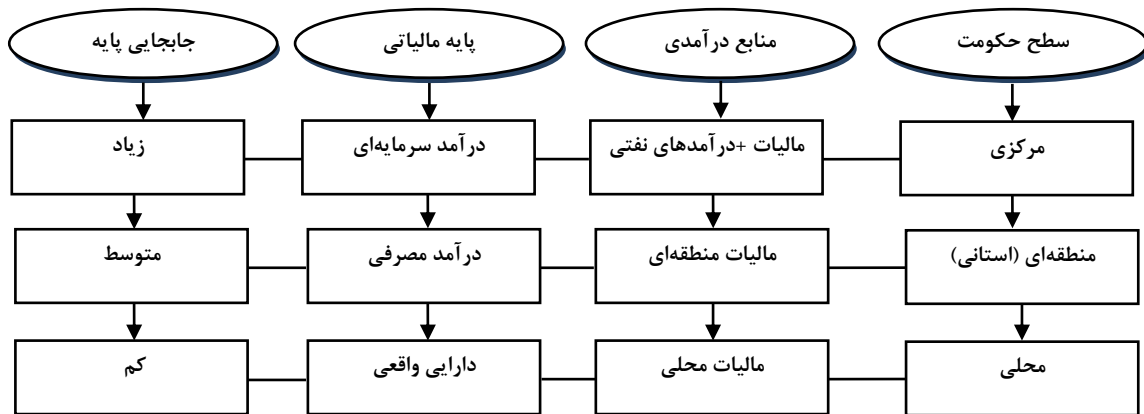 سطح حکومت
منابع درآمدی
پایه مالیاتی
جابجایی پایه
مرکزی
مالیات +درآمدهای نفتی
درآمد سرمایه‌ای
زیاد
منطقه‌ای (استانی)
مالیات منطقه‌ای
درآمد مصرفی
متوسط
محلی
مالیات محلی
دارایی واقعی
کم